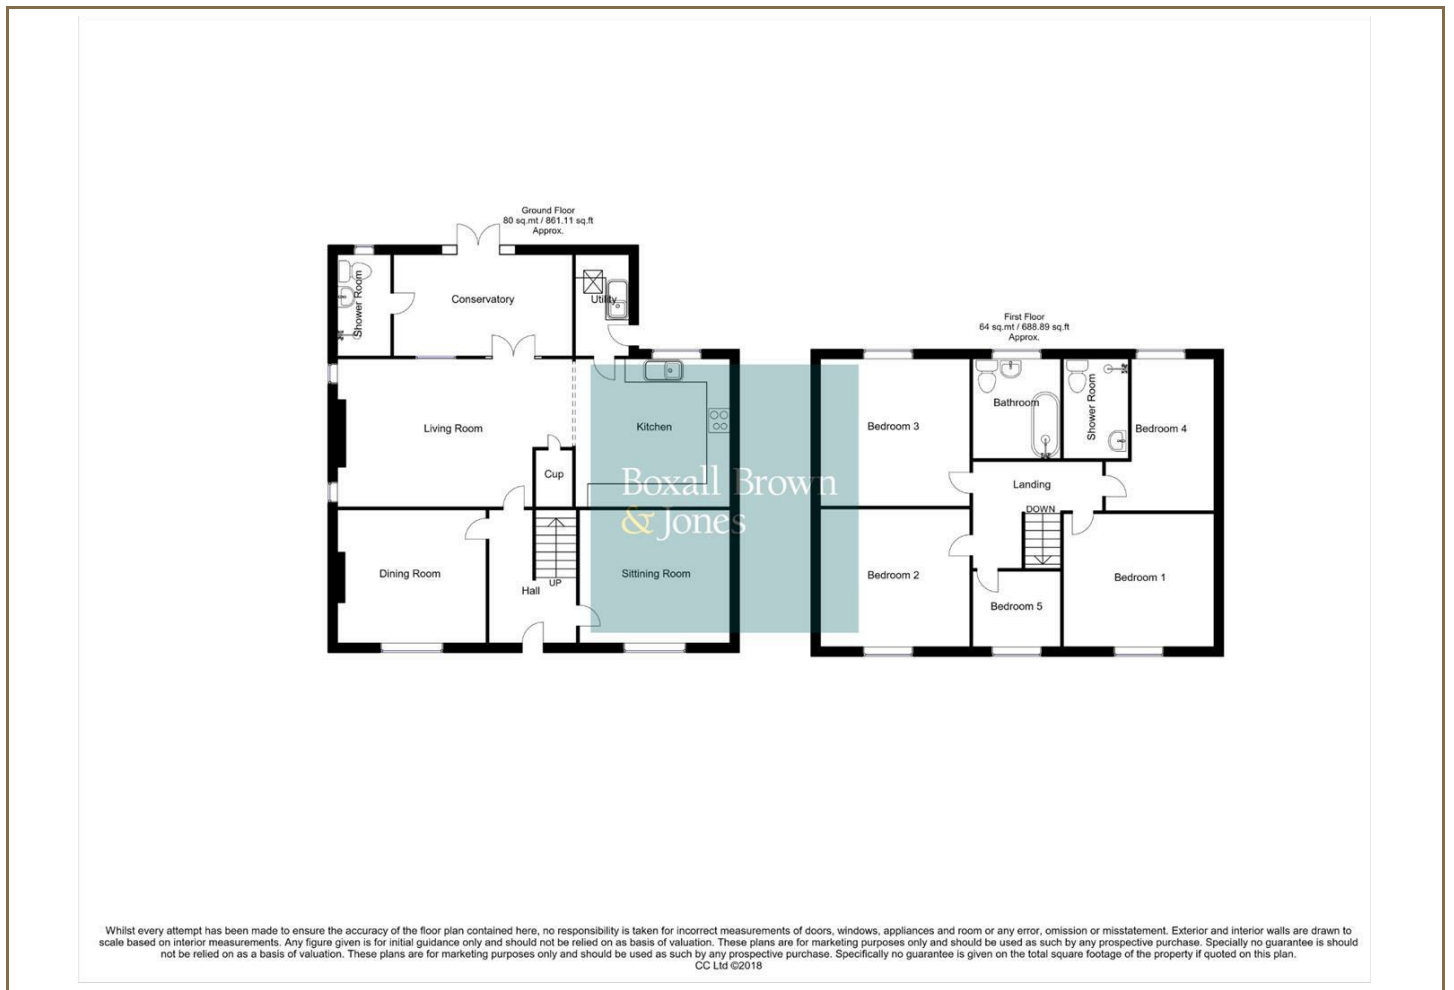 Ground Floor
80 sq.mt / 861.11 sq.ft
Approx.
Shower Room
Conservatory
Utility
Living Room
Kitchen
Cup
Dining Room
Hall
UP
Sittining Room
First Floor
64 sq.mt / 688.89 sq.ft
Approx.
Bedroom 3
Bathroom
Shower Room
Bedroom 4
Landing
DOWN
Bedroom 2
Bedroom 5
Bedroom 1
Boxall Brown
& Jones
Whilst every attempt has been made to ensure the accuracy of the floor plan contained here, no responsibility is taken for incorrect measurements of doors, windows, appliances and room or any error, omission or misstatement. Exterior and interior walls are drawn to
scale based on interior measurements. Any figure given is for initial guidance only and should not be relied on as basis of valuation. These plans are for marketing purposes only and should be used as such by any prospective purchase. Specially no guarantee is should
not be relied on as a basis of valuation. These plans are for marketing purposes only and should be used as such by any prospective purchase. Specifically no guarantee is given on the total square footage of the property if quoted on this plan.
CC Ltd ©2018